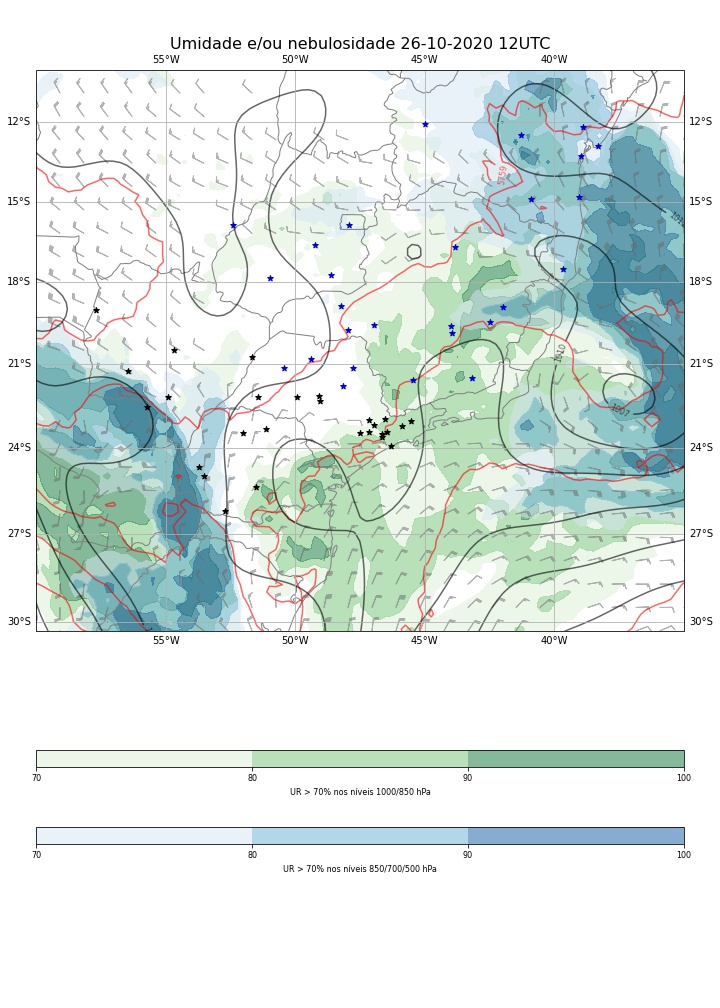 Umidade e/ou nebulosidade 26-10-2020 12UTC
55°W 50°W 45°W 40°W
12°S 12°S
15°S 15°S
18°S 18°S
21°S 21°S
24°S 24°S
27°S 27°S
30°S 30°S
5759
1010
1007
55°W 50°W 45°W 40°W
70 80 90 100
UR > 70% nos níveis 1000/850 hPa
70 80 90 100
UR > 70% nos níveis 850/700/500 hPa